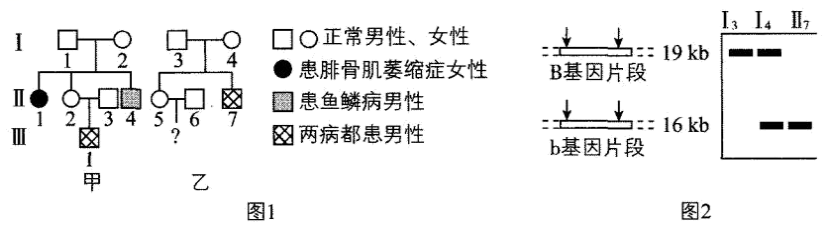 Ⅰ
1 2 3 4
Ⅱ
1 2 3 4 5 6 7
?
Ⅲ
1
甲 乙
正常男性、女性
患腓骨肌萎缩症女性
患鱼鳞病男性
两病都患男性
图1
Ⅰ3 Ⅰ4 Ⅱ7
19 kb
B基因片段
16 kb
b基因片段
图2